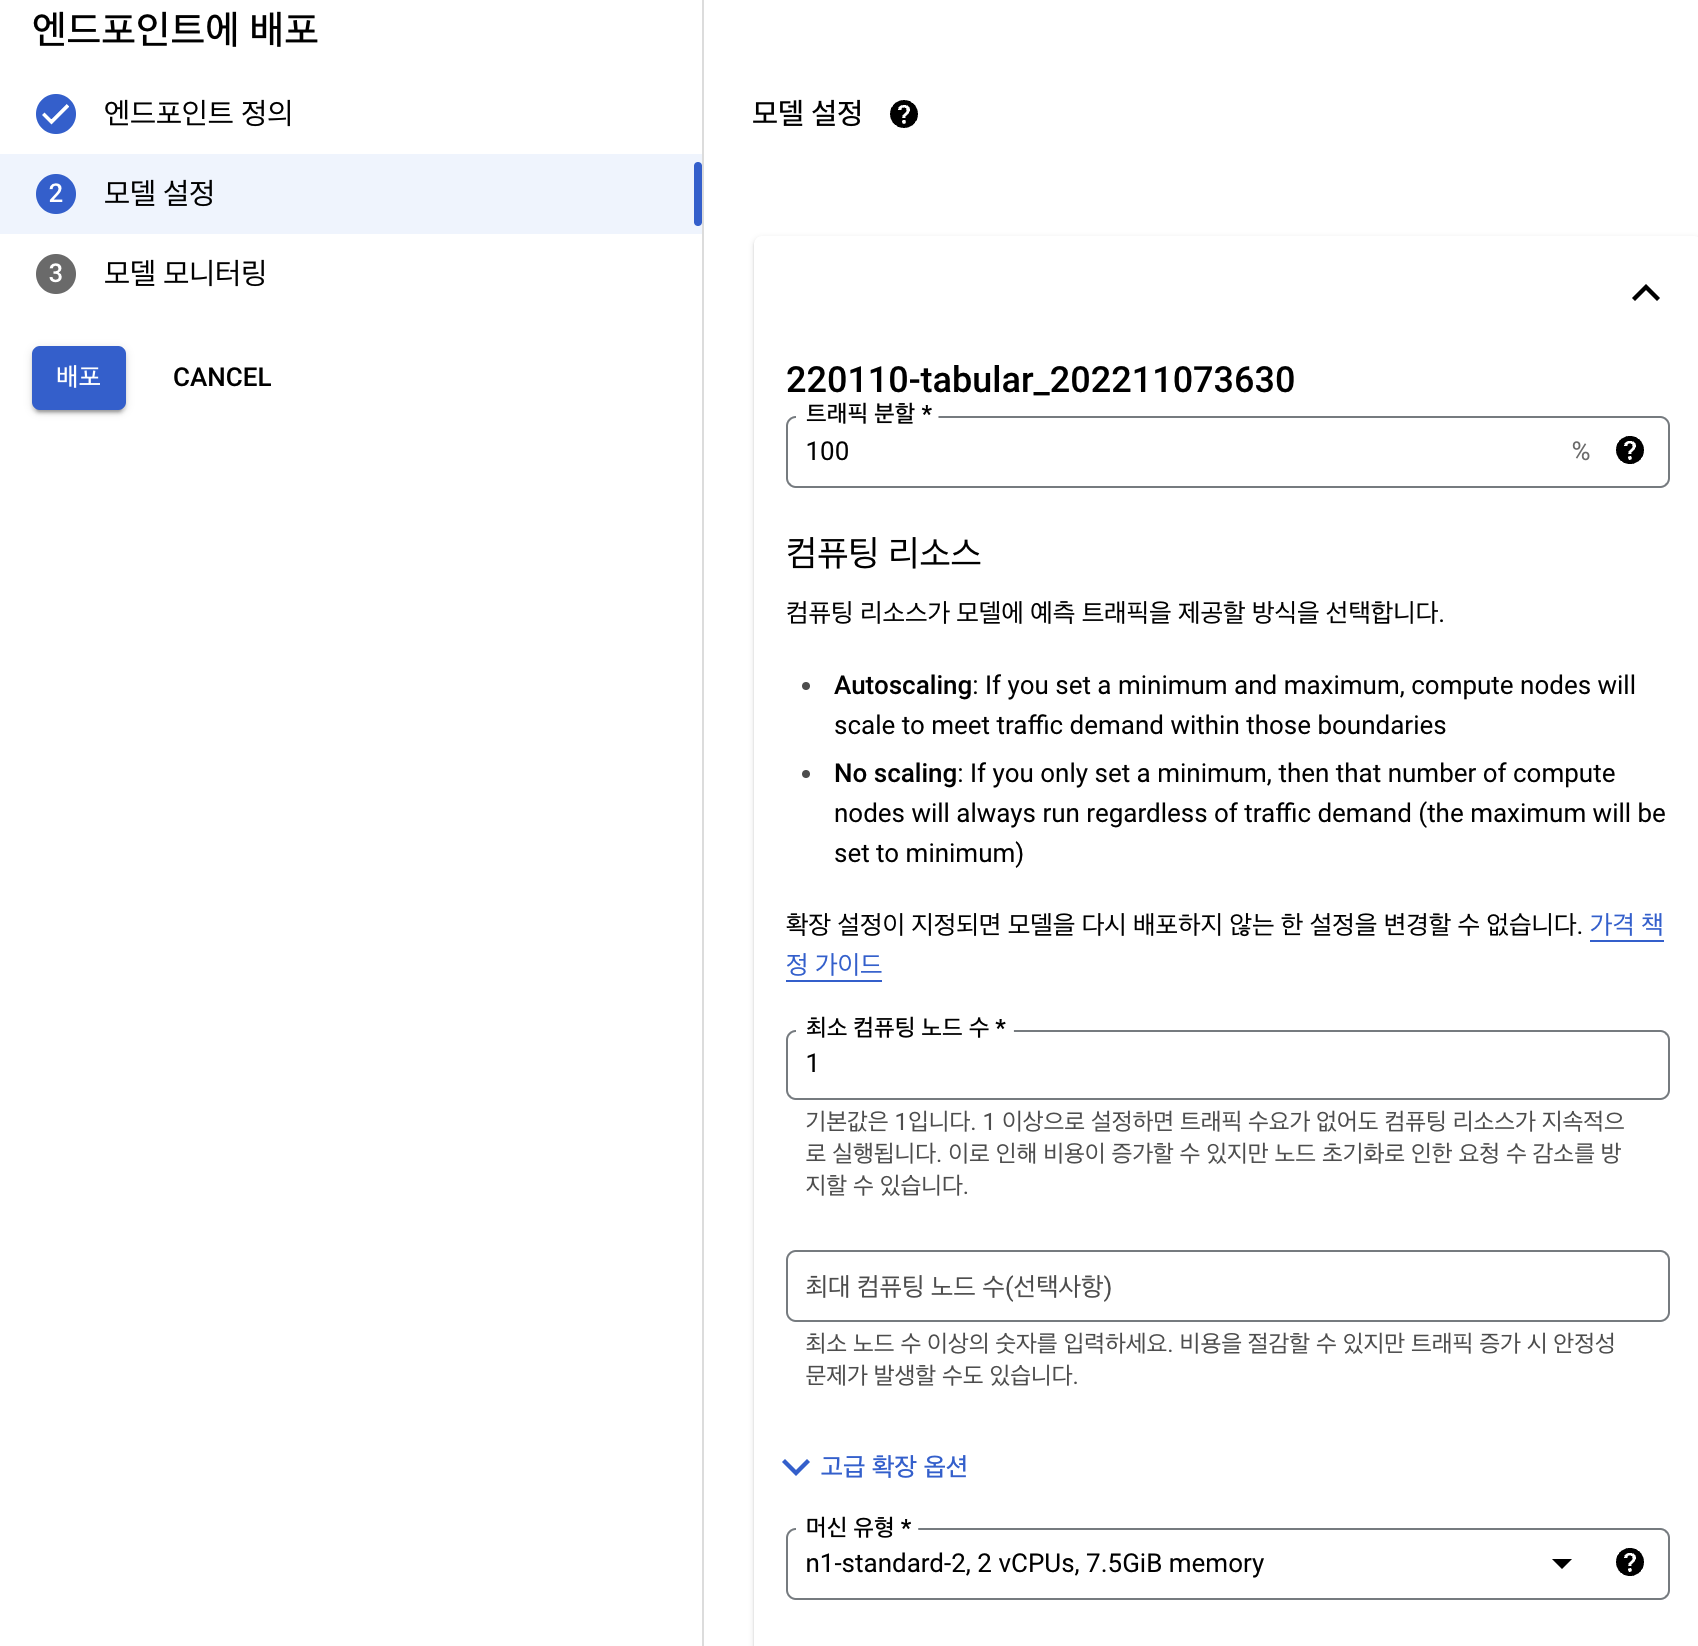 엔드포인트에 배포
엔드포인트 정의
2 모델 설정
3 모델 모니터링
배포 CANCEL
모델 설정
220110-tabular_202211073630
트래픽 분할 *
100 %
컴퓨팅 리소스
컴퓨팅 리소스가 모델에 예측 트래픽을 제공할 방식을 선택합니다.
• Autoscaling: If you set a minimum and maximum, compute nodes will
scale to meet traffic demand within those boundaries
• No scaling: If you only set a minimum, then that number of compute
nodes will always run regardless of traffic demand (the maximum will be
set to minimum)
확장 설정이 지정되면 모델을 다시 배포하지 않는 한 설정을 변경할 수 없습니다. 가격 책
정 가이드
최소 컴퓨팅 노드 수 *
1
기본값은 1입니다. 1 이상으로 설정하면 트래픽 수요가 없어도 컴퓨팅 리소스가 지속적으
로 실행됩니다. 이로 인해 비용이 증가할 수 있지만 노드 초기화로 인한 요청 수 감소를 방
지할 수 있습니다.
최대 컴퓨팅 노드 수(선택사항)
최소 노드 수 이상의 숫자를 입력하세요. 비용을 절감할 수 있지만 트래픽 증가 시 안정성
문제가 발생할 수도 있습니다.
고급 확장 옵션
머신 유형 *
n1-standard-2, 2 vCPUs, 7.5GiB memory